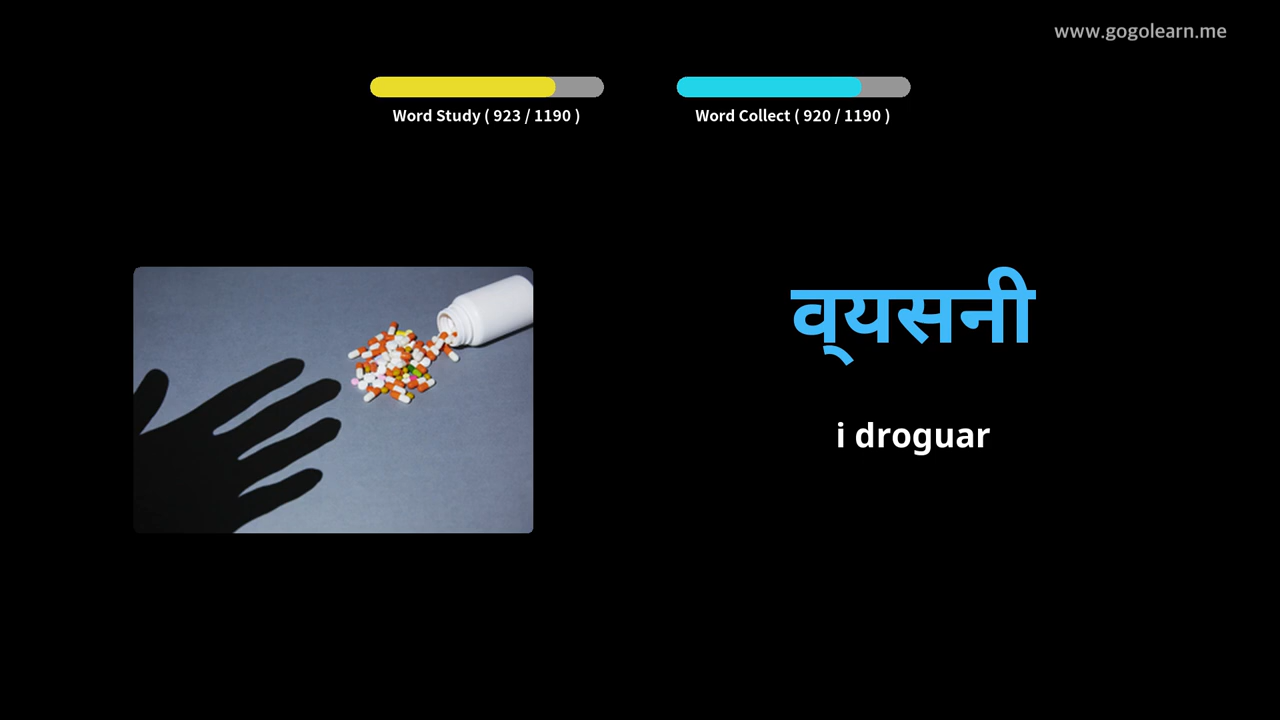 www.gogolearn.me
Word Study ( 923 / 1190 )
Word Collect ( 920 / 1190 )
व्‌यसनी
i droguar